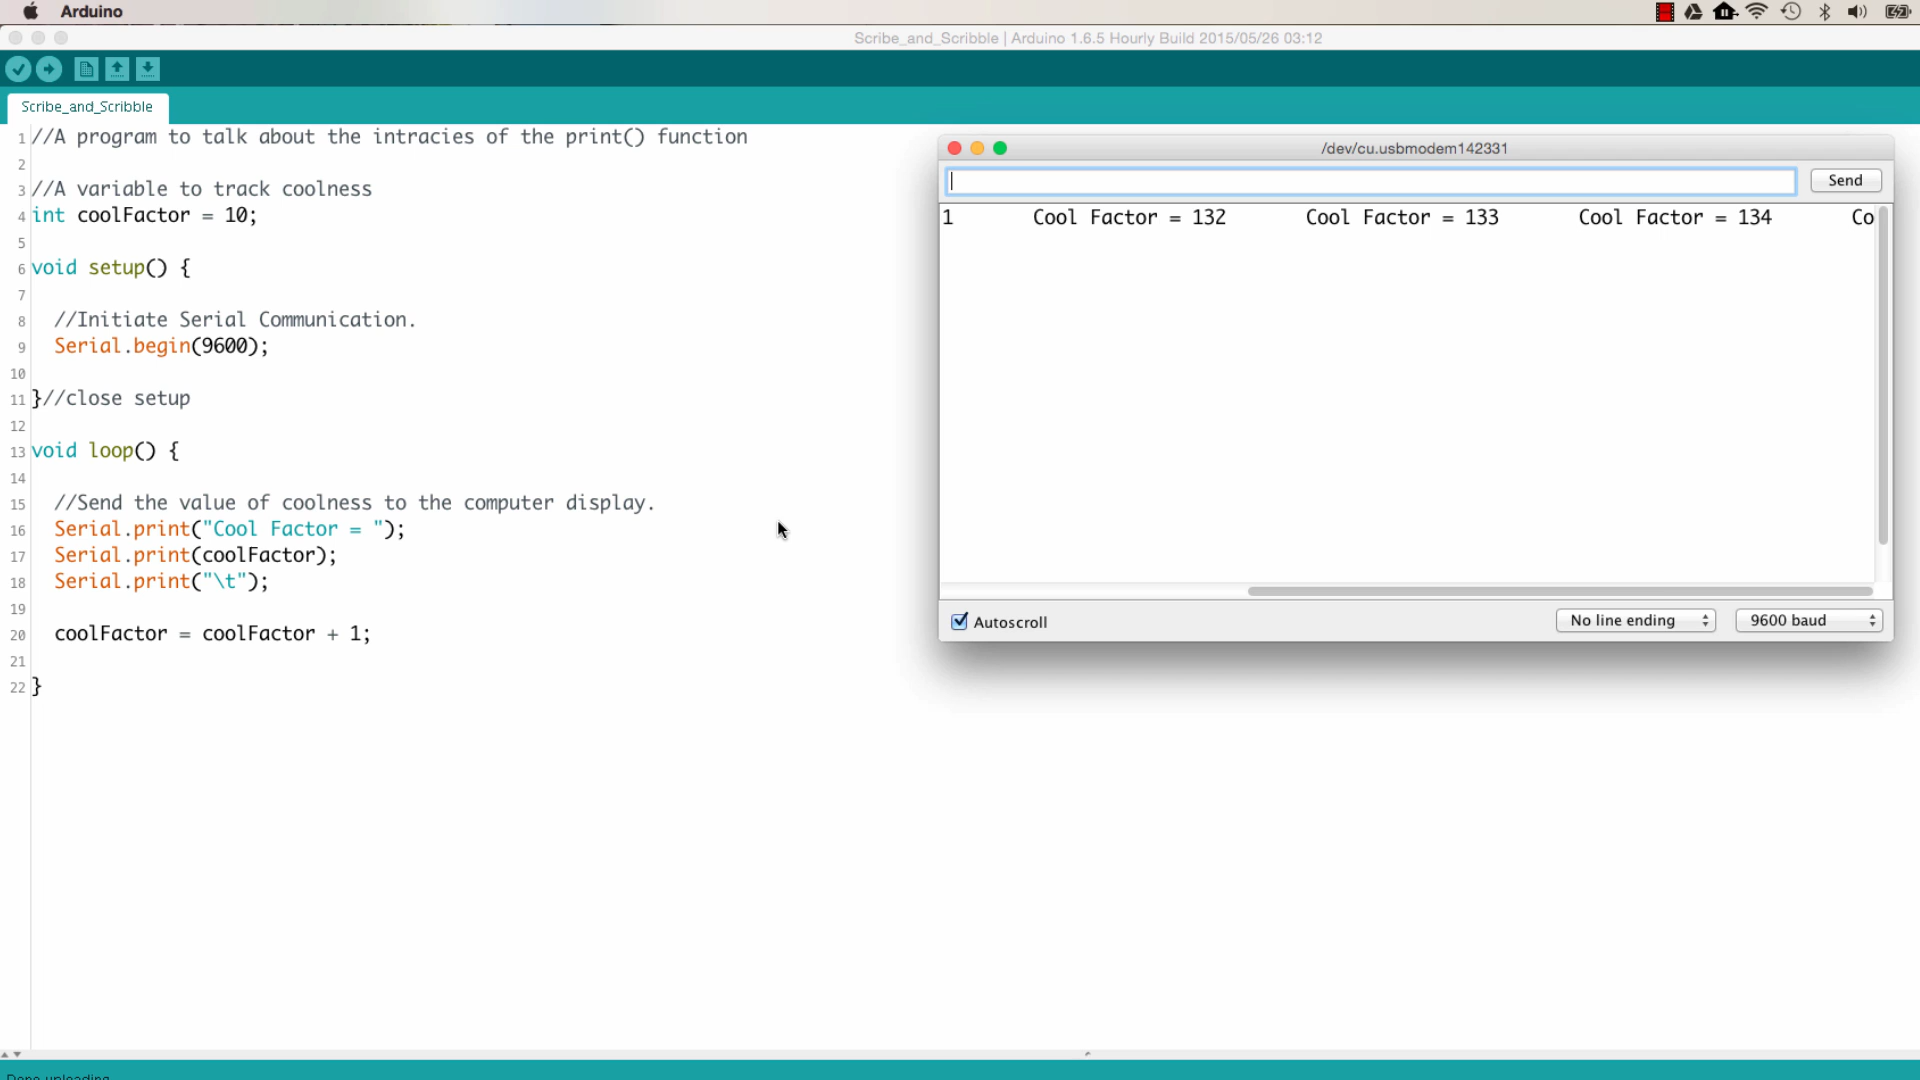 Arduino
Scribe_and_Scribble | Arduino 1.6.5 Hourly Build 2015/05/26 03:12
Scribe_and_Scribble
1 //A program to talk about the intracies of the print() function
2
3 //A variable to track coolness
4 int coolFactor = 10;
5
6 void setup() {
7
8 //Initiate Serial Communication.
9 Serial.begin(9600);
10
11 }//close setup
12
13 void loop() {
14
15 //Send the value of coolness to the computer display.
16 Serial.print("Cool Factor = ");
17 Serial.print(coolFactor);
18 Serial.print("\t");
19
20 coolFactor = coolFactor + 1;
21
22 }
/dev/cu.usbmodem142331
Send
1 Cool Factor = 132 Cool Factor = 133 Cool Factor = 134 Co
Autoscroll
No line ending
9600 baud
Done uploading